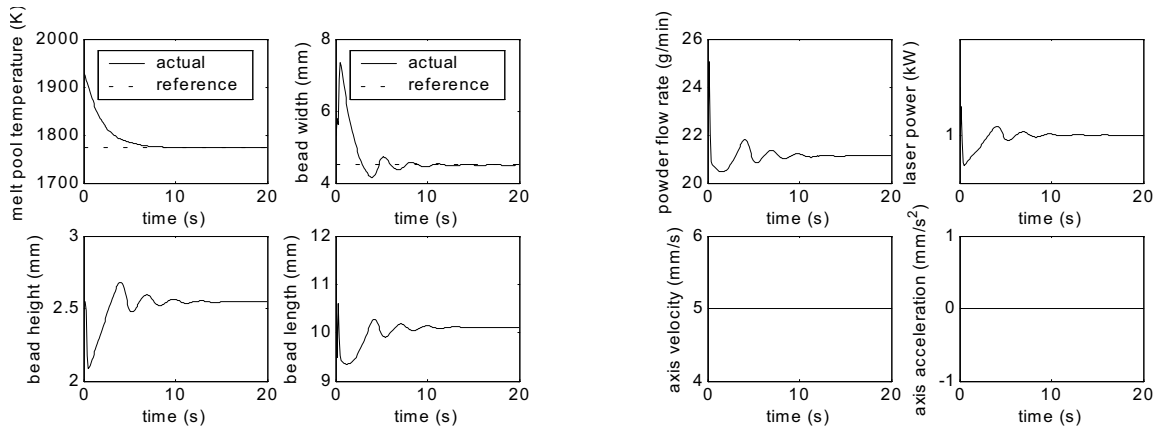 melt pool temperature (K)
2000
1900
1800
1700
0
10
20
time (s)
actual
reference
bead width (mm)
8
6
4
0
10
20
time (s)
actual
reference
powder flow rate (g/min)
26
24
22
20
0
10
20
time (s)
laser power (kW)
1
0
10
20
time (s)
bead height (mm)
3
2.5
2
0
10
20
time (s)
bead length (mm)
12
11
10
9
0
10
20
time (s)
axis velocity (mm/s)
6
5
4
0
10
20
time (s)
axis acceleration (mm/s²)
1
0
-1
0
10
20
time (s)